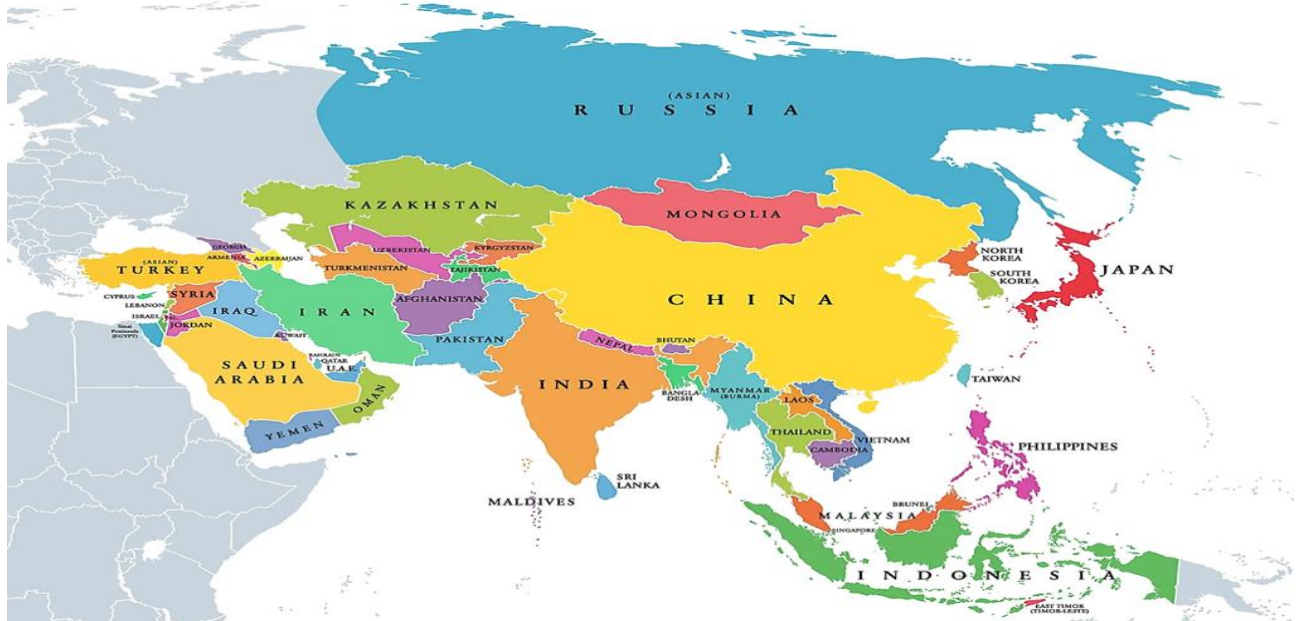 (ASIAN)
RUSSIA
KAZAKHSTAN
MONGOLIA
GEORGIA
ARMENIA
AZERBAIJAN
UZBEKISTAN
KYRGYZSTAN
(ASIAN)
TURKEY
TURKMENISTAN
TAJIKISTAN
NORTH
KOREA
SOUTH
KOREA
JAPAN
CYPRUS
SYRIA
LEBANON
IRAQ
IRAN
AFGHANISTAN
CHINA
ISRAEL
PAL.
JORDAN
Sinai
Peninsula
(EGYPT)
KUWAIT
PAKISTAN
NEPAL
BHUTAN
BAHRAIN
QATAR
U.A.E.
SAUDI
ARABIA
OMAN
YEMEN
INDIA
BANGLA
DESH
MYANMAR
(BURMA)
LAOS
TAIWAN
THAILAND
VIETNAM
CAMBODIA
PHILIPPINES
SRI
LANKA
MALDIVES
BRUNEI
MALAYSIA
SINGAPORE
INDONESIA
EAST TIMOR
(TIMOR-LESTE)